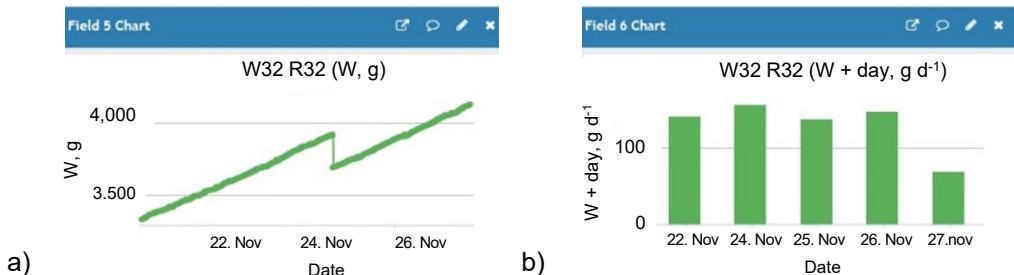 Field 5 Chart
W32 R32 (W, g)
W, g
4,000
3.500
22. Nov
24. Nov
26. Nov
Date
a)
Field 6 Chart
W32 R32 (W + day, g d⁻¹)
W + day, g d⁻¹
100
0
22. Nov
24. Nov
25. Nov
26. Nov
27.nov
Date
b)